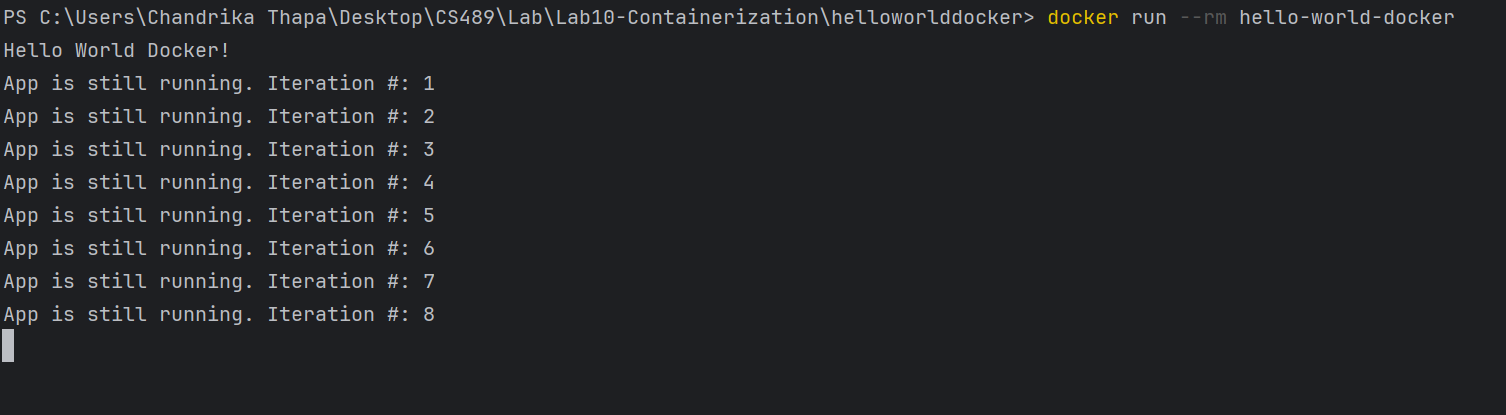 PS C:\Users\Chandrika Thapa\Desktop\CS489\Lab\Lab10-Containerization\helloworlddocker> docker run --rm hello-world-docker
Hello World Docker!
App is still running. Iteration #: 1
App is still running. Iteration #: 2
App is still running. Iteration #: 3
App is still running. Iteration #: 4
App is still running. Iteration #: 5
App is still running. Iteration #: 6
App is still running. Iteration #: 7
App is still running. Iteration #: 8